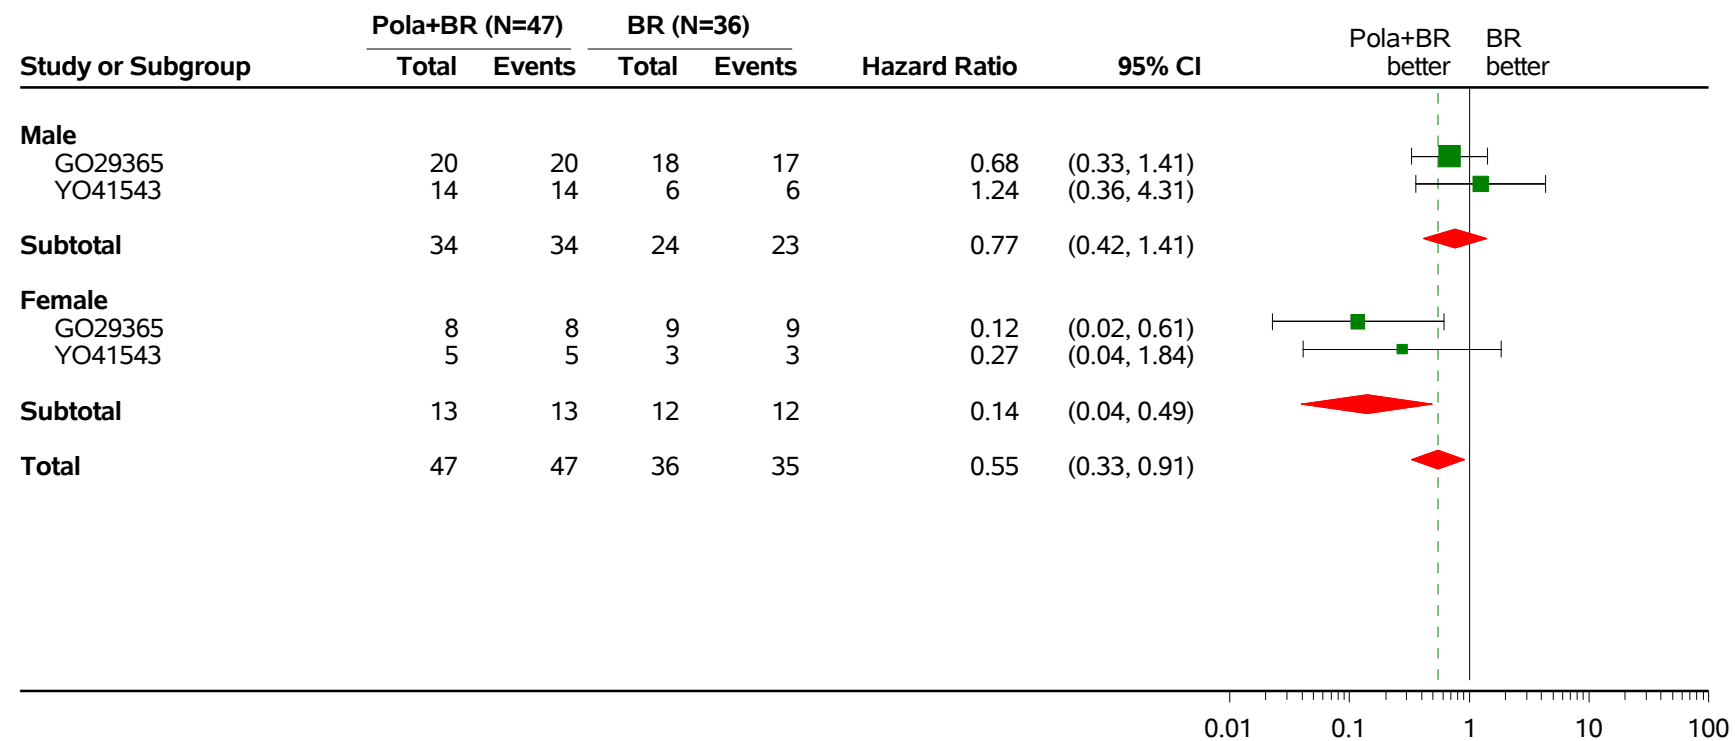 Pola+BR (N=47) BR (N=36) Pola+BR BR
Study or Subgroup Total Events Total Events Hazard Ratio 95% CI better better
Male
GO29365 20 20 18 17 0.68 (0.33, 1.41)
YO41543 14 14 6 6 1.24 (0.36, 4.31)
Subtotal 34 34 24 23 0.77 (0.42, 1.41)
Female
GO29365 8 8 9 9 0.12 (0.02, 0.61)
YO41543 5 5 3 3 0.27 (0.04, 1.84)
Subtotal 13 13 12 12 0.14 (0.04, 0.49)
Total 47 47 36 35 0.55 (0.33, 0.91)
0.01 0.1 1 10 100